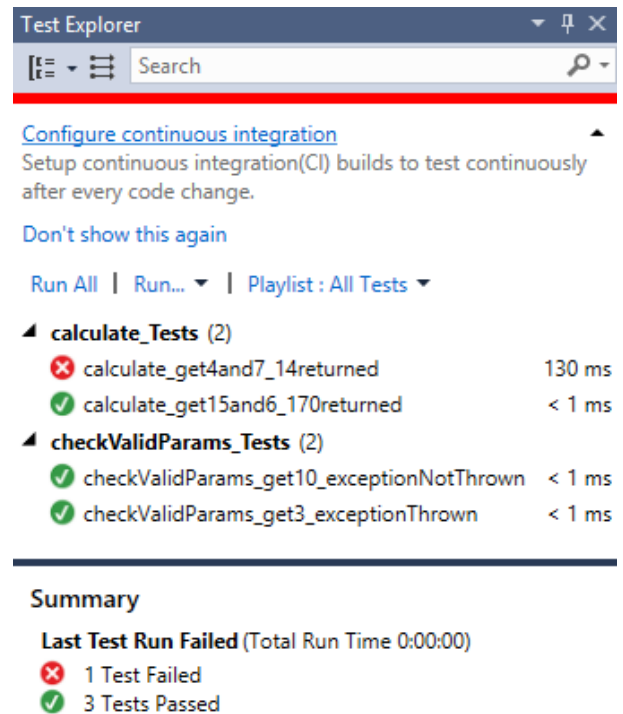 Test Explorer
Search
Configure continuous integration
Setup continuous integration(CI) builds to test continuously
after every code change.
Don't show this again
Run All | Run... | Playlist : All Tests
calculate_Tests (2)
calculate_get4and7_14returned 130 ms
calculate_get15and6_170returned < 1 ms
checkValidParams_Tests (2)
checkValidParams_get10_exceptionNotThrown < 1 ms
checkValidParams_get3_exceptionThrown < 1 ms
Summary
Last Test Run Failed (Total Run Time 0:00:00)
1 Test Failed
3 Tests Passed